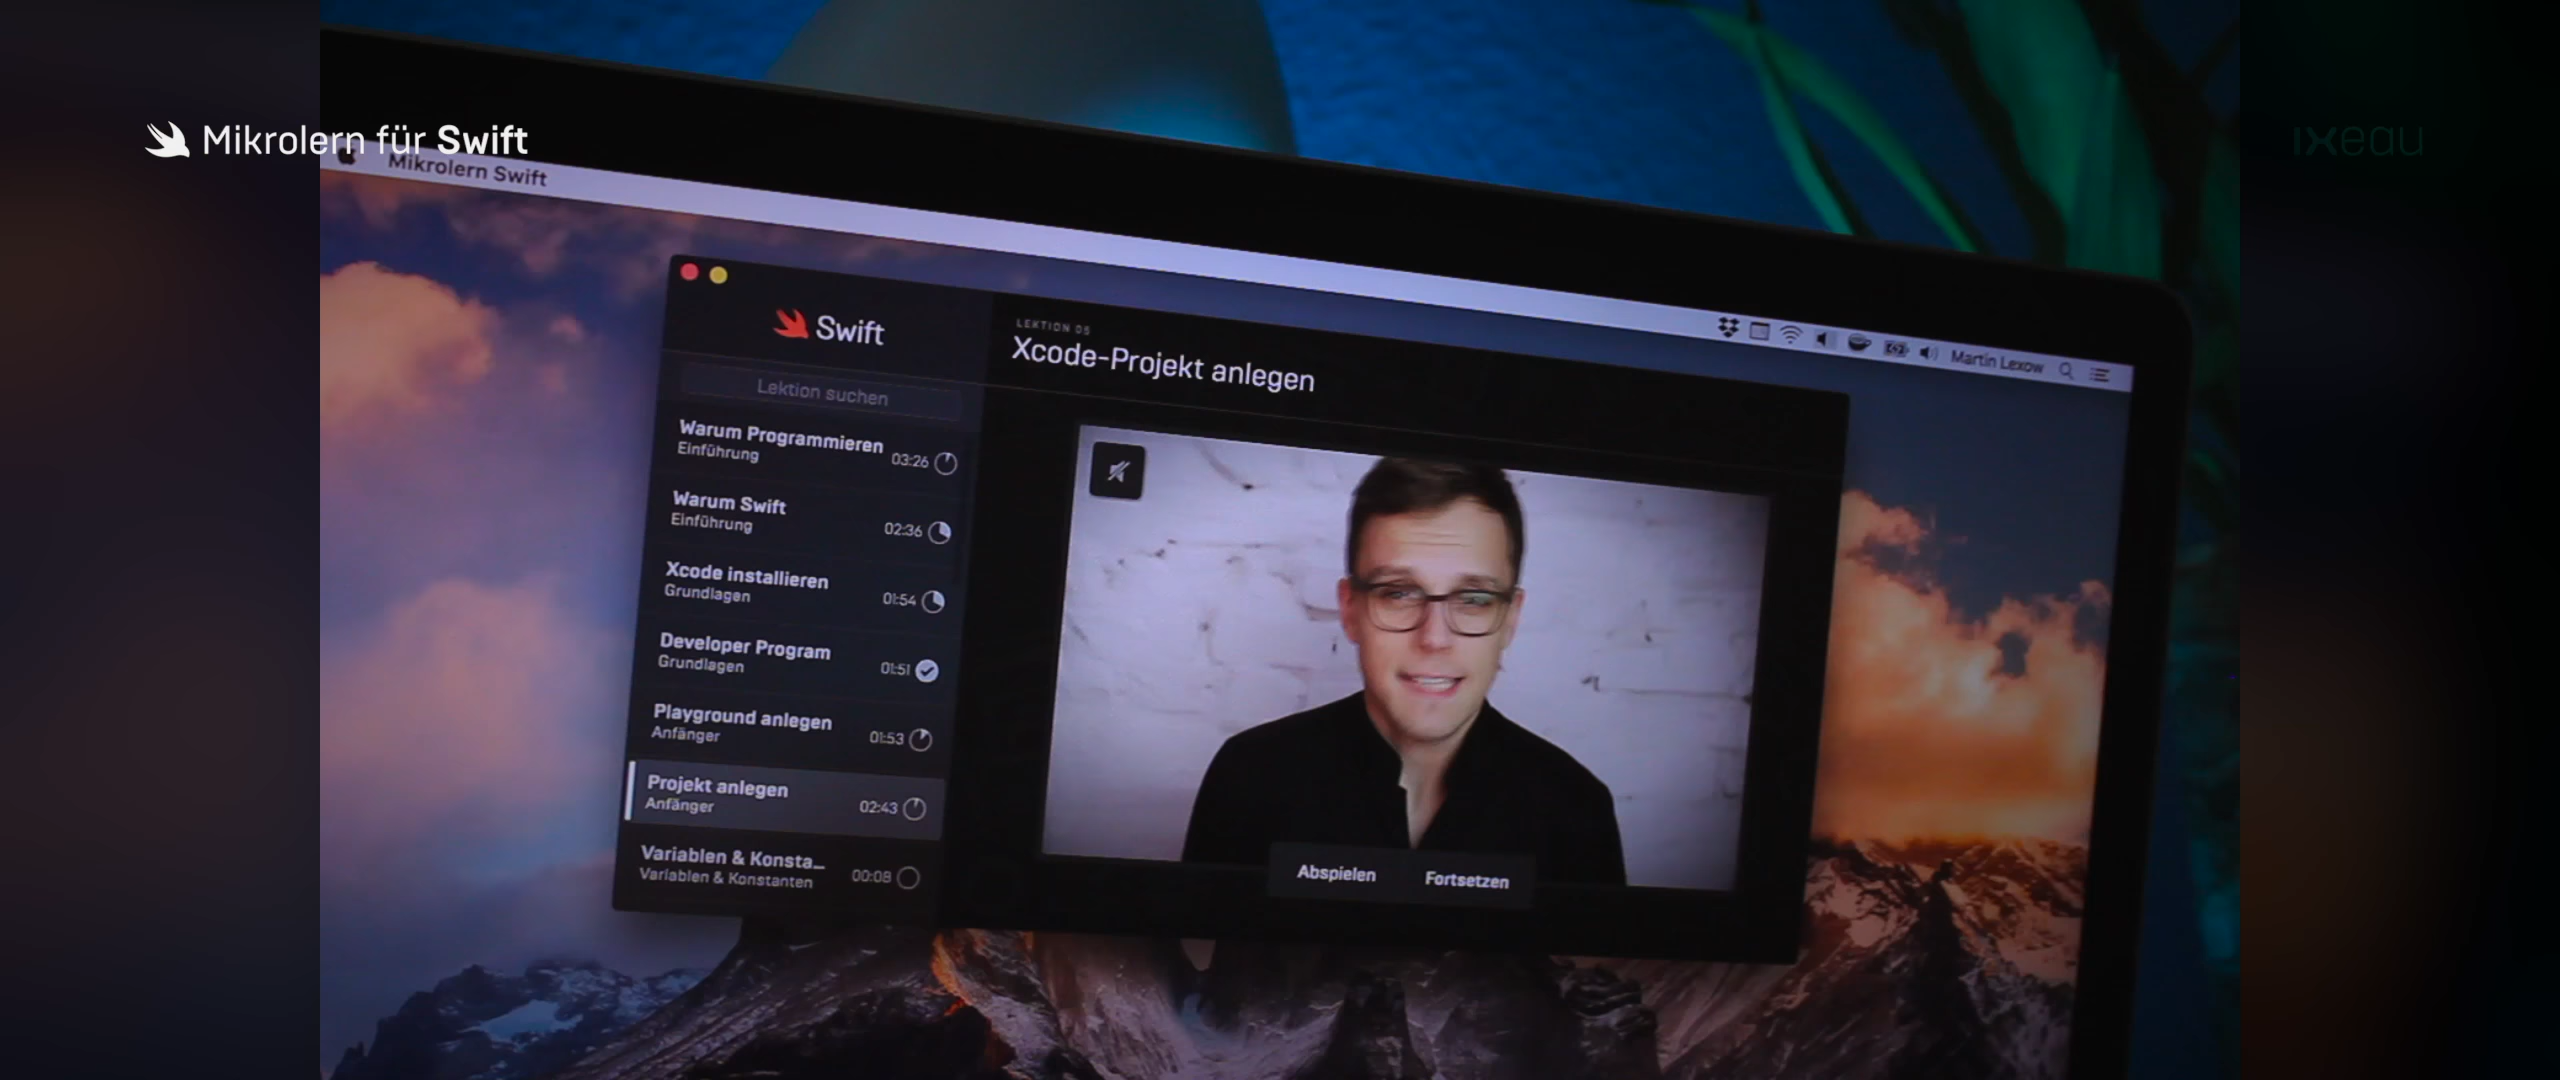 Mikrolern für Swift
ixeau
Mikrolern Swift
Martin Lexow
Swift
LEKTION 05
Xcode-Projekt anlegen
Lektion suchen
Warum Programmieren
Einführung
03:26
Warum Swift
Einführung
02:36
Xcode installieren
Grundlagen
01:54
Developer Program
Grundlagen
01:51
Playground anlegen
Anfänger
01:53
Projekt anlegen
Anfänger
02:43
Variablen & Konsta...
Variablen & Konstanten
00:08
Abspielen
Fortsetzen